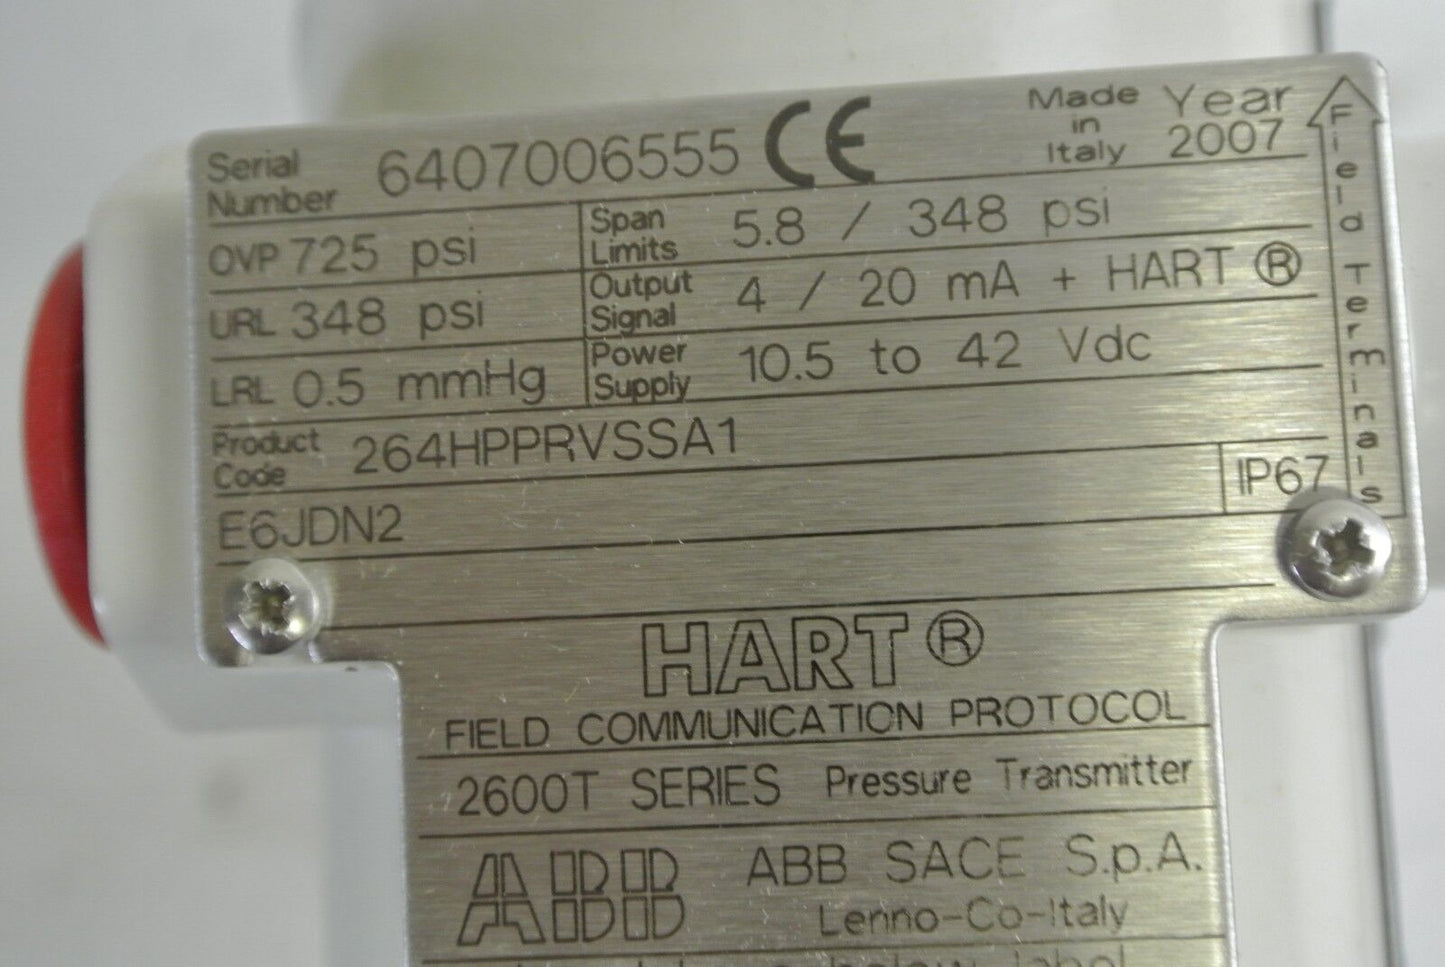 Serial Number 6407006555 CE Made in Italy Year 2007
OVP 725 psi Span Limits 5.8 / 348 psi
URL 348 psi Output Signal 4 / 20 mA + HART ®
LRL 0.5 mmHg Power Supply 10.5 to 42 Vdc
Product Code 264HPPRVSSA1
E6JDN2 IP67
Field Terminals
HART ®
FIELD COMMUNICATION PROTOCOL
2600T SERIES Pressure Transmitter
ABB ABB SACE S.p.A.
Lenno-Co-Italy
below label